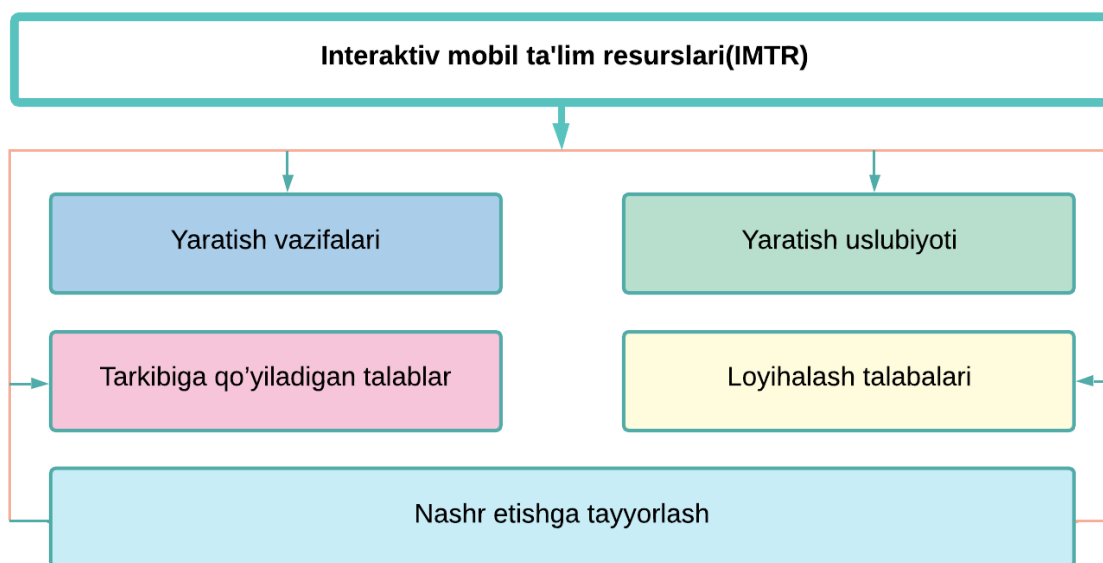 Interaktiv mobil ta'lim resurslari(IMTR)
Yaratish vazifalari
Yaratish uslubiyoti
Tarkibiga qo’yiladigan talablar
Loyihalash talabalari
Nashr etishga tayyorlash